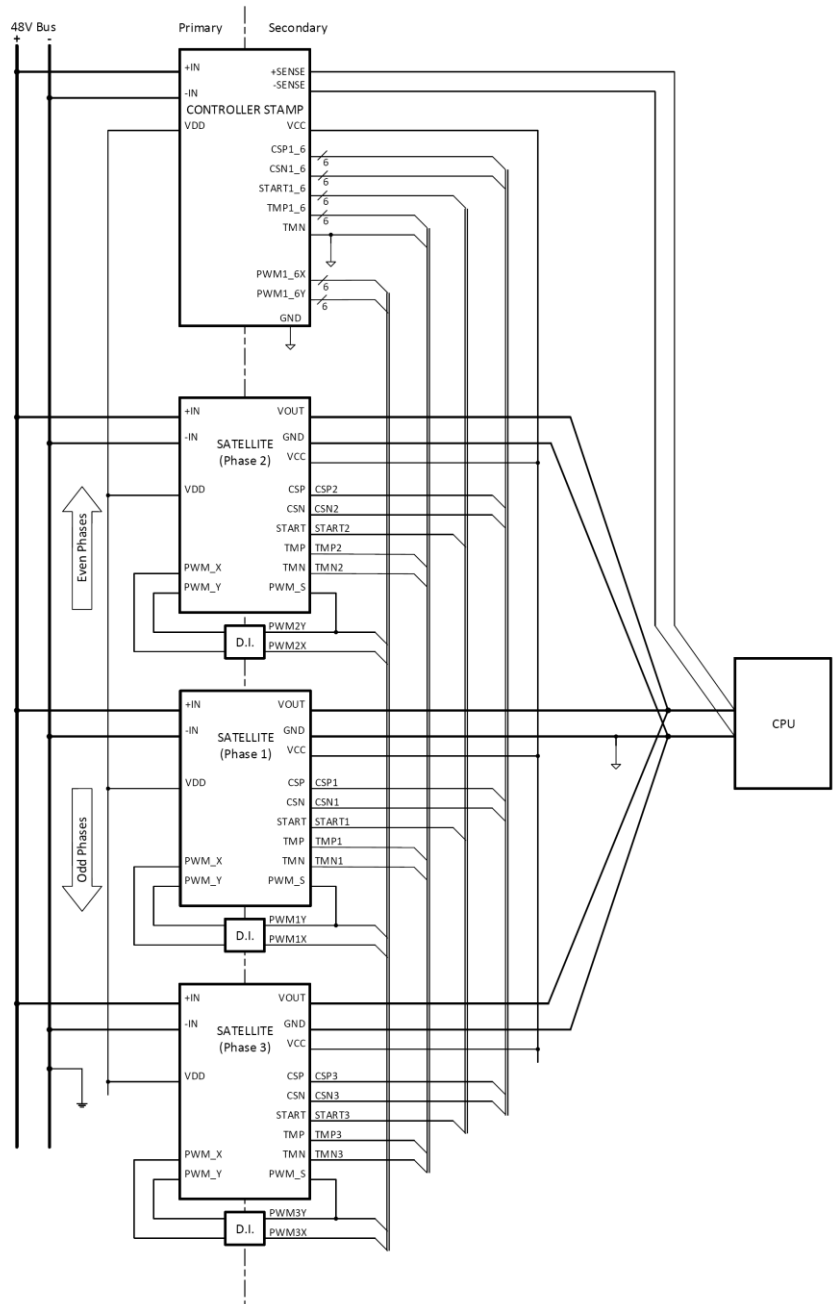 48V Bus
+ -
Primary Secondary
+IN +SENSE
-SENSE
-IN
CONTROLLER STAMP
VDD VCC
CSP1_6
6
CSN1_6
6
START1_6
6
TMP1_6
6
TMN
PWM1_6X
6
PWM1_6Y
6
GND
+IN VOUT
-IN GND
SATELLITE
(Phase 2)
VCC
VDD CSP CSP2
CSN CSN2
START START2
TMP TMP2
PWM_X TMN TMN2
PWM_Y PWM_S
Even Phases
PWM2Y
D.I.
PWM2X
+IN VOUT
-IN GND
SATELLITE
(Phase 1)
VCC
CPU
VDD CSP CSP1
CSN CSN1
START START1
TMP TMP1
PWM_X TMN TMN1
PWM_Y PWM_S
Odd Phases
PWM1Y
D.I.
PWM1X
+IN VOUT
-IN GND
SATELLITE
(Phase 3)
VCC
VDD CSP CSP3
CSN CSN3
START START3
TMP TMP3
PWM_X TMN TMN3
PWM_Y PWM_S
PWM3Y
D.I.
PWM3X